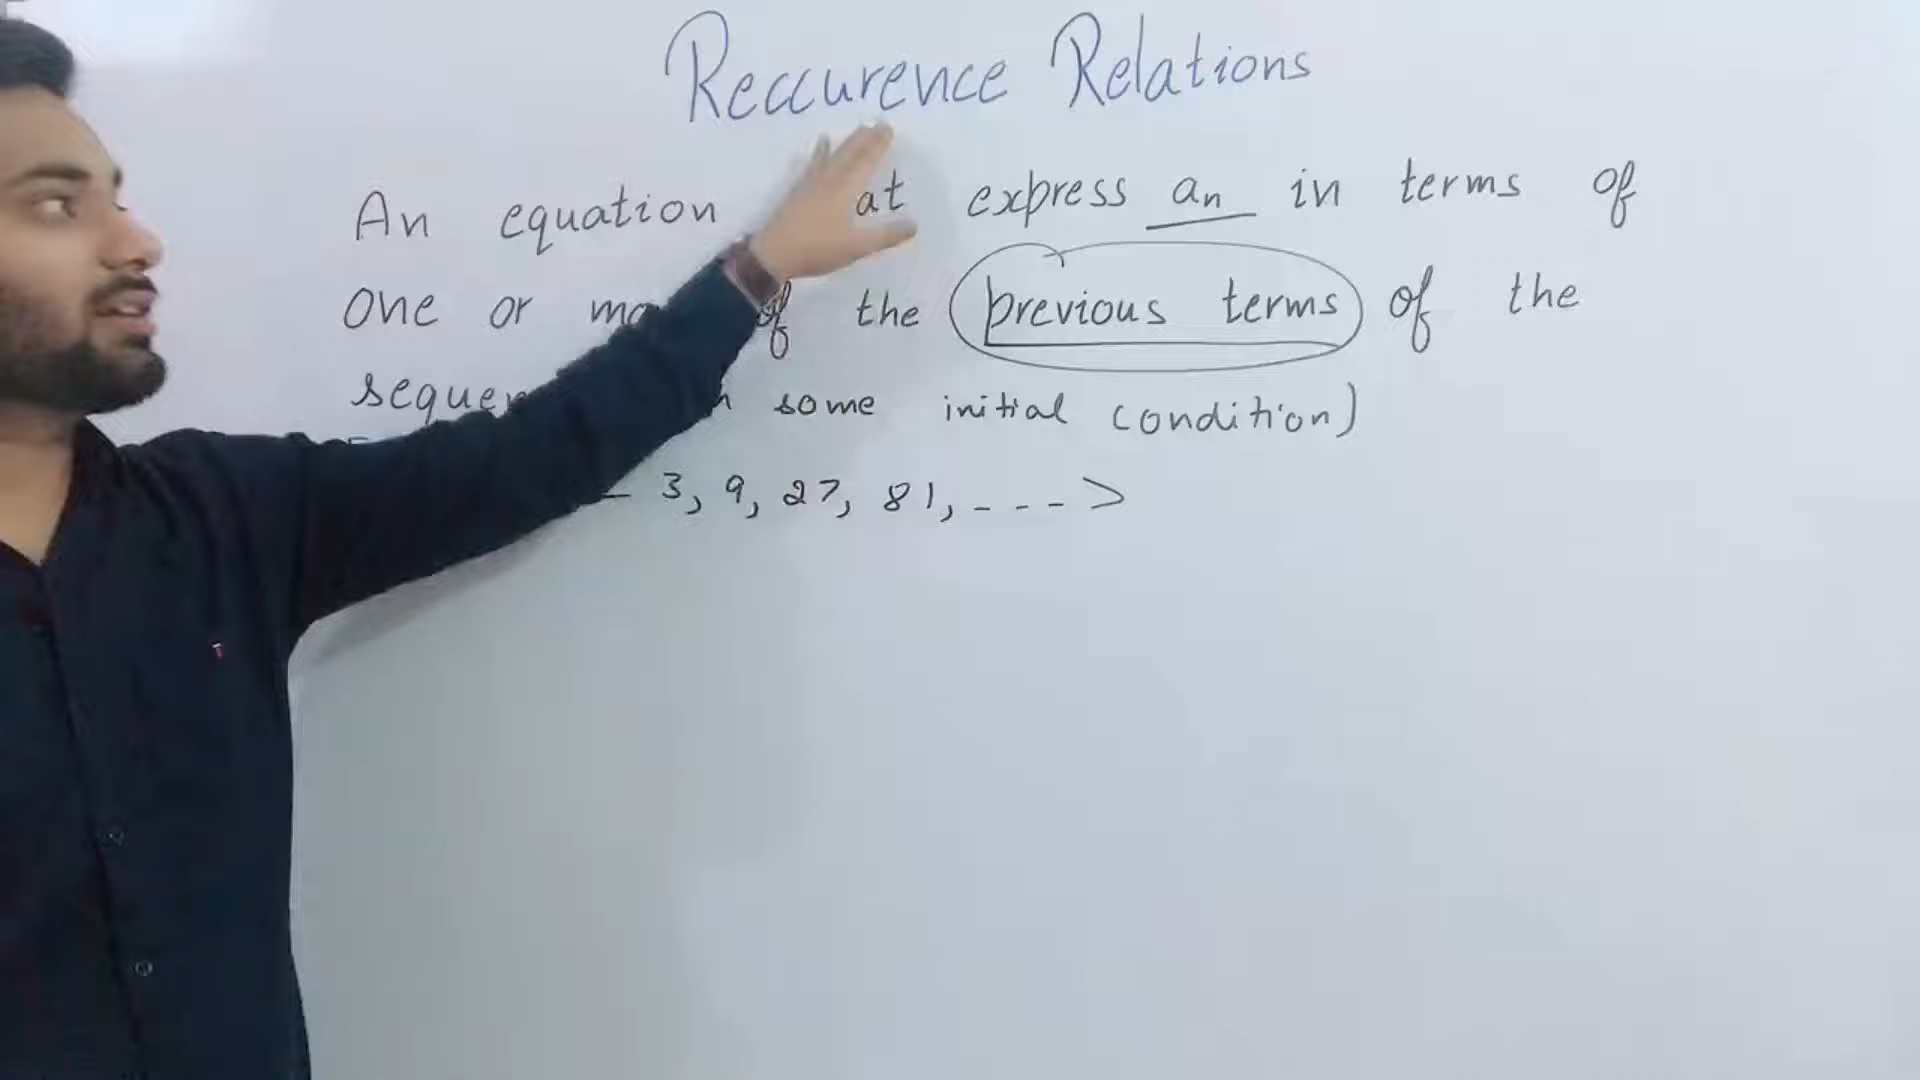 Reccurence Relations
An equation at express an in terms of
one or of the previous terms of the
some initial condition)
3, 9, 27, 81, - - - >